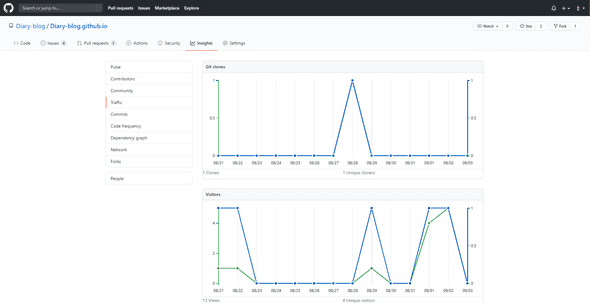 Search or jump to...
Pull requests Issues Marketplace Explore
Diary-blog / Diary-blog.github.io
Watch 0 Star 2 Fork 1
Code Issues 4 Pull requests 1 Actions Security Insights Settings
Pulse
Contributors
Community
Traffic
Commits
Code frequency
Dependency graph
Network
Forks
People
Git clones
1 1
0.5 0.5
0 0
08/21 08/22 08/23 08/24 08/25 08/26 08/27 08/28 08/29 08/30 08/31 09/01 09/02 09/03
1 Clones 1 Unique cloners
Visitors
1
4
0.5
2
0 0
08/21 08/22 08/23 08/24 08/25 08/26 08/27 08/28 08/29 08/30 08/31 09/01 09/02 09/03
Views 4 Unique visitors